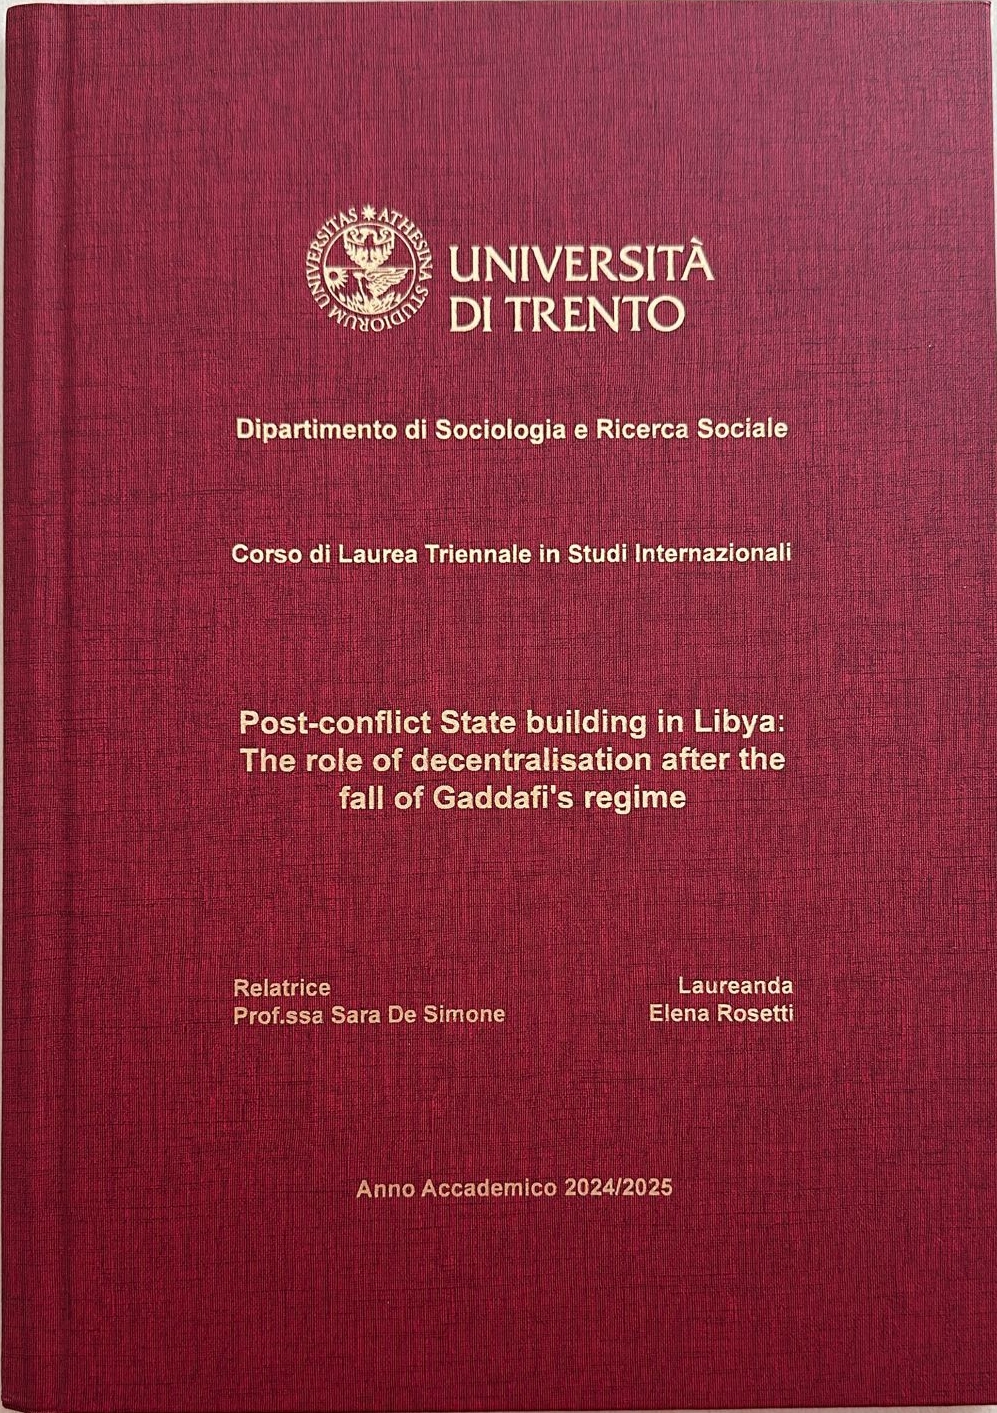 UNIVERSITAS ATHESINA STUDIORUM
UNIVERSITÀ
DI TRENTO
Dipartimento di Sociologia e Ricerca Sociale
Corso di Laurea Triennale in Studi Internazionali
Post-conflict State building in Libya:
The role of decentralisation after the
fall of Gaddafi's regime
Relatrice
Prof.ssa Sara De Simone
Laureanda
Elena Rosetti
Anno Accademico 2024/2025